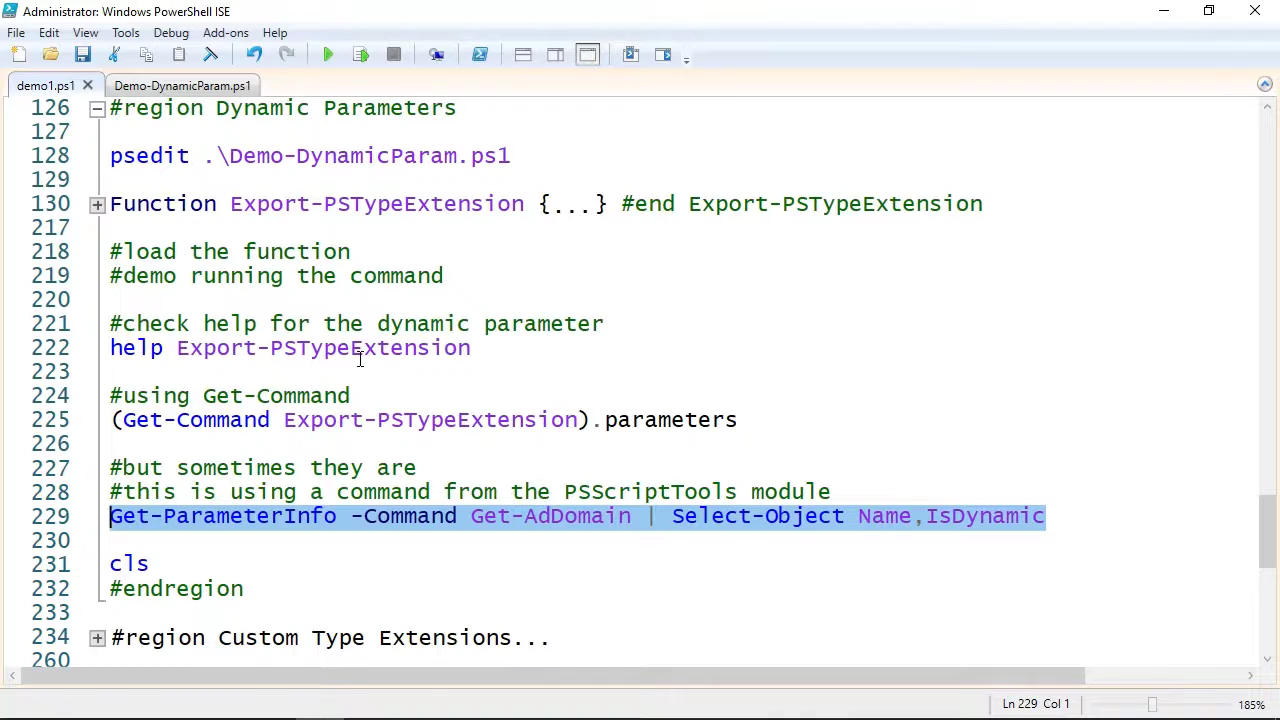 Administrator: Windows PowerShell ISE
File Edit View Tools Debug Add-ons Help
demo1.ps1 Demo-DynamicParam.ps1
126 #region Dynamic Parameters
127
128 psedit .\Demo-DynamicParam.ps1
129
130 Function Export-PSTypeExtension {...} #end Export-PSTypeExtension
217
218 #load the function
219 #demo running the command
220
221 #check help for the dynamic parameter
222 help Export-PSTypeExtension
223
224 #using Get-Command
225 (Get-Command Export-PSTypeExtension).parameters
226
227 #but sometimes they are
228 #this is using a command from the PSScriptTools module
229 Get-ParameterInfo -Command Get-AdDomain | Select-Object Name,IsDynamic
230
231 cls
232 #endregion
233
234 #region Custom Type Extensions...
260
Ln 229 Col 1 185%